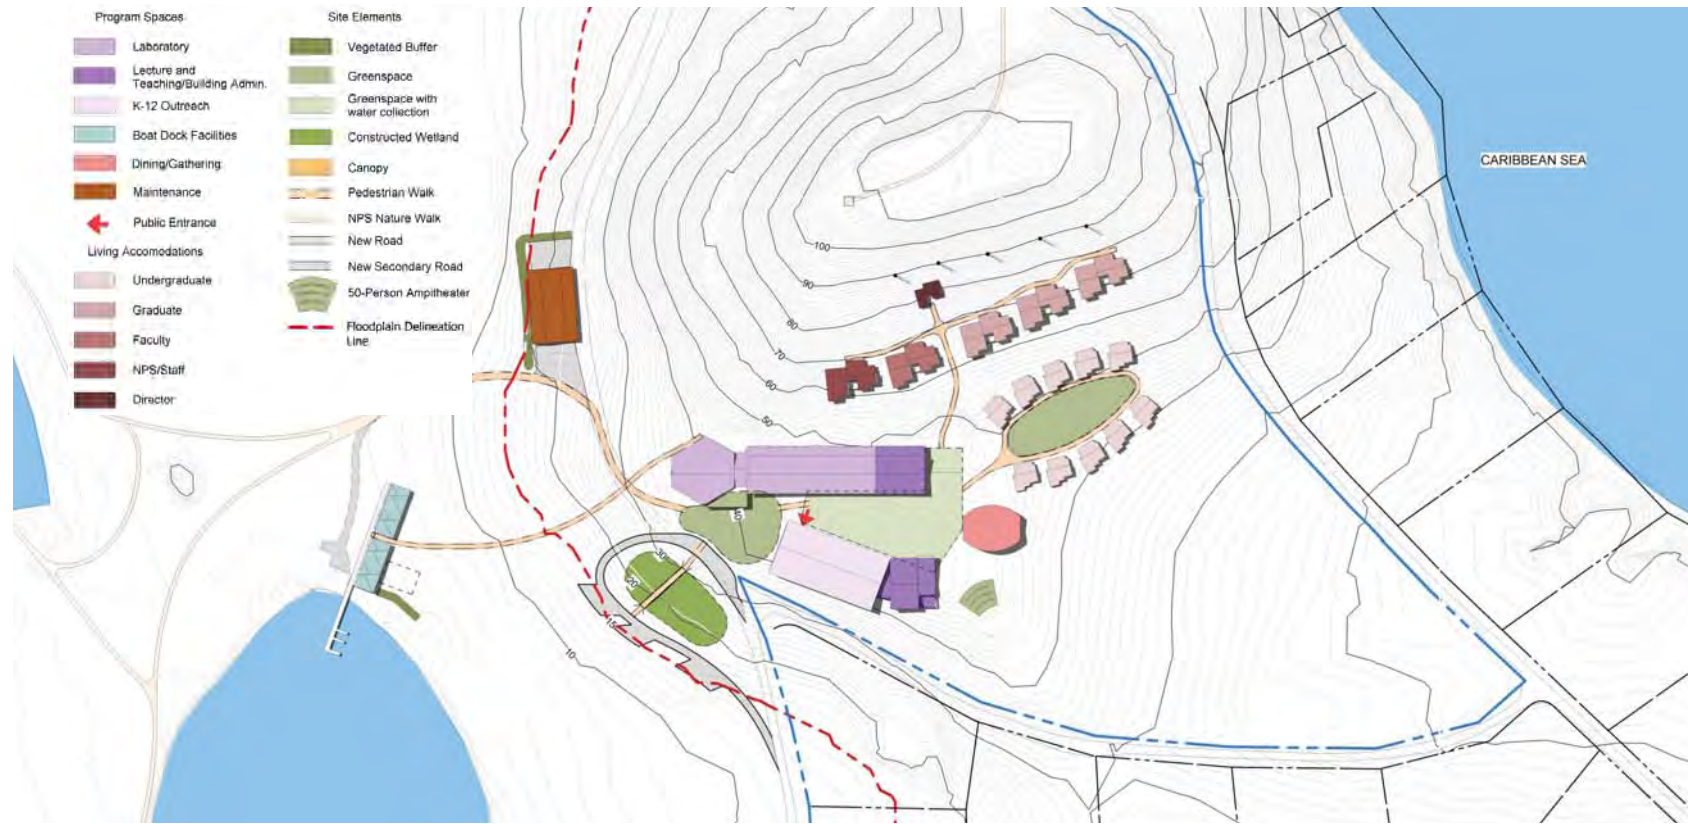 Program Spaces
Laboratory
Lecture and
Teaching/Building Admin.
K-12 Outreach
Boat Dock Facilities
Dining/Gathering
Maintenance
Public Entrance
Living Accomodations
Undergraduate
Graduate
Faculty
NPS/Staff
Director
Site Elements
Vegetated Buffer
Greenspace
Greenspace with
water collection
Constructed Wetland
Canopy
Pedestrian Walk
NPS Nature Walk
New Road
New Secondary Road
50-Person Ampitheater
Floodplain Delineation
Line
CARIBBEAN SEA
100
90
80
70
60
50
40
30
20
15
10